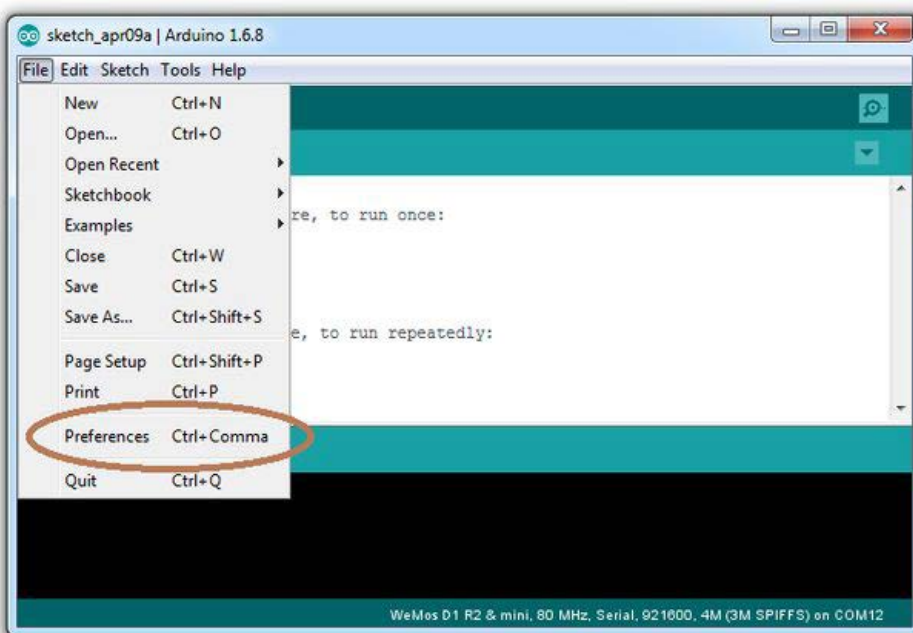 sketch_apr09a | Arduino 1.6.8
File Edit Sketch Tools Help
New Ctrl+N
Open... Ctrl+O
Open Recent
Sketchbook
Examples
Close Ctrl+W
Save Ctrl+S
Save As... Ctrl+Shift+S
Page Setup Ctrl+Shift+P
Print Ctrl+P
Preferences Ctrl+Comma
Quit Ctrl+Q
re, to run once:
e, to run repeatedly:
WeMos D1 R2 & mini, 80 MHz, Serial, 921600, 4M (3M SPIFFS) on COM12